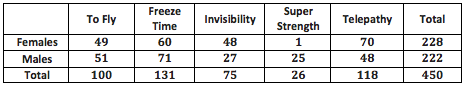 To Fly Freeze Time Invisibility Super Strength Telepathy Total
Females 49 60 48 1 70 228
Males 51 71 27 25 48 222
Total 100 131 75 26 118 450